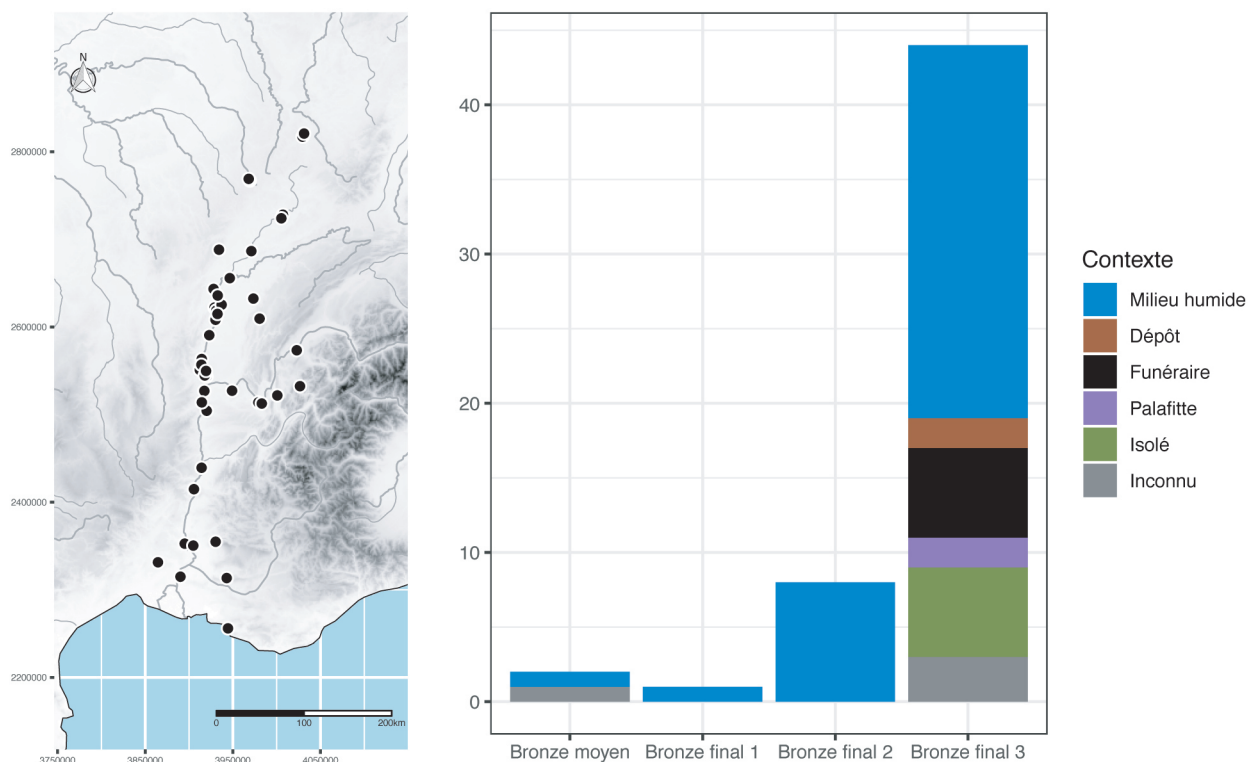 N
2800000
2600000
2400000
2200000
0 100 200km
3750000 3850000 3950000 4050000
40
30
20
10
0
Bronze moyen Bronze final 1 Bronze final 2 Bronze final 3
Contexte
Milieu humide
Dépôt
Funéraire
Palafitte
Isolé
Inconnu